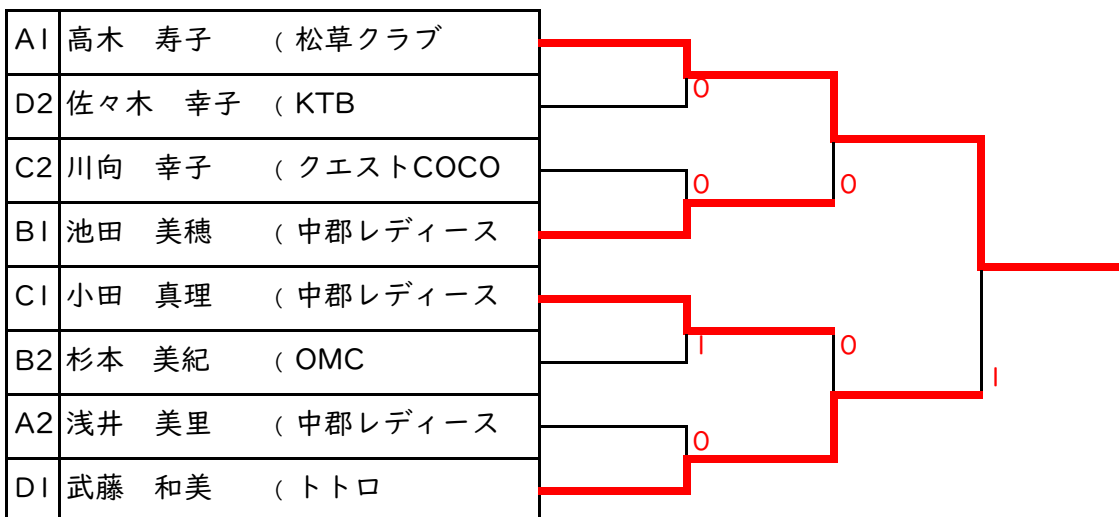 A1 高木　寿子　(松草クラブ
D2 佐々木　幸子　(KTB
0
C2 川向　幸子　(クエストCOCO
0 0
B1 池田　美穂　(中郡レディース
C1 小田　真理　(中郡レディース
1 0
B2 杉本　美紀　(OMC
1
A2 浅井　美里　(中郡レディース
0
D1 武藤　和美　(トトロ